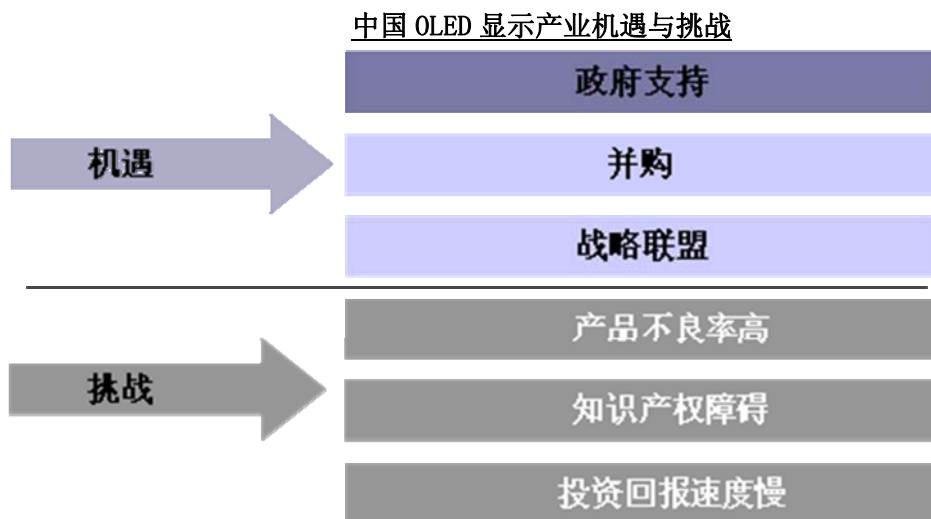 中国 OLED 显示产业机遇与挑战
机遇
政府支持
并购
战略联盟
挑战
产品不良率高
知识产权障碍
投资回报速度慢